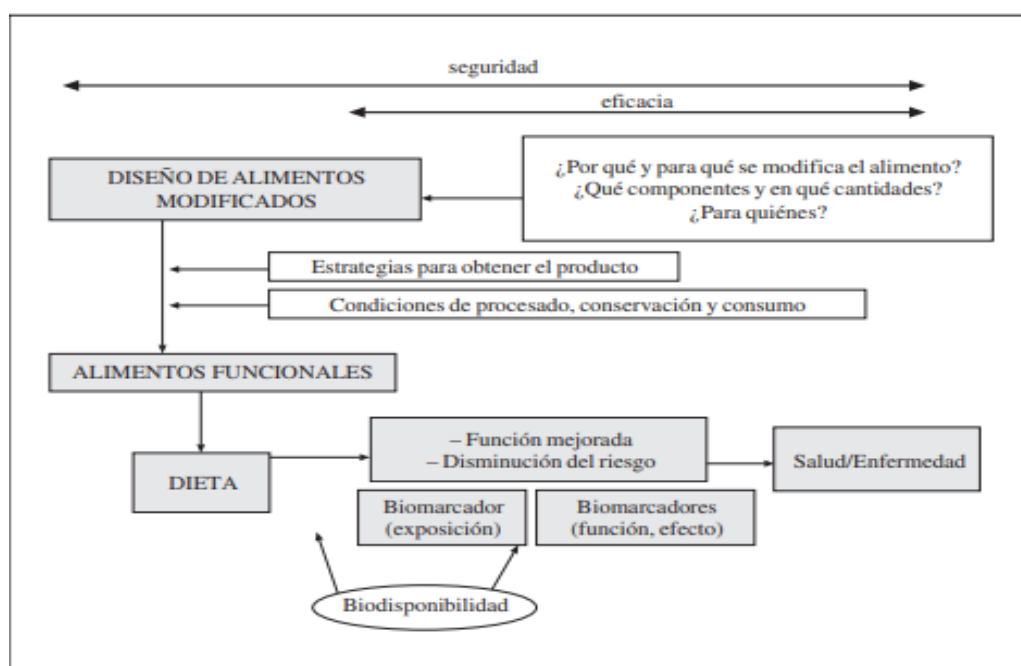 seguridad
eficacia
DISEÑO DE ALIMENTOS
MODIFICADOS
¿Por qué y para qué se modifica el alimento?
¿Qué componentes y en qué cantidades?
¿Para quiénes?
Estrategias para obtener el producto
Condiciones de procesado, conservación y consumo
ALIMENTOS FUNCIONALES
DIETA
– Función mejorada
– Disminución del riesgo
Salud/Enfermedad
Biomarcador
(exposición)
Biomarcadores
(función, efecto)
Biodisponibilidad